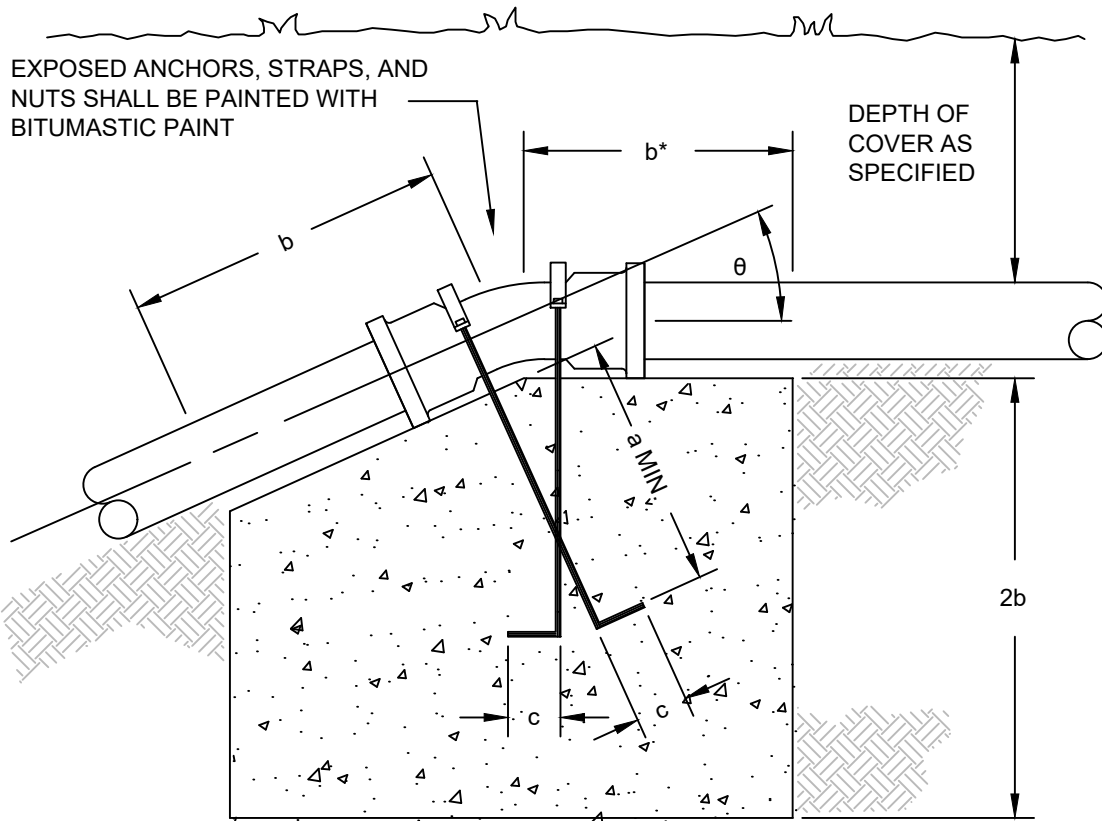 EXPOSED ANCHORS, STRAPS, AND
NUTS SHALL BE PAINTED WITH
BITUMASTIC PAINT
DEPTH OF
COVER AS
SPECIFIED
b*
b
θ
a MIN.
2b
c
c